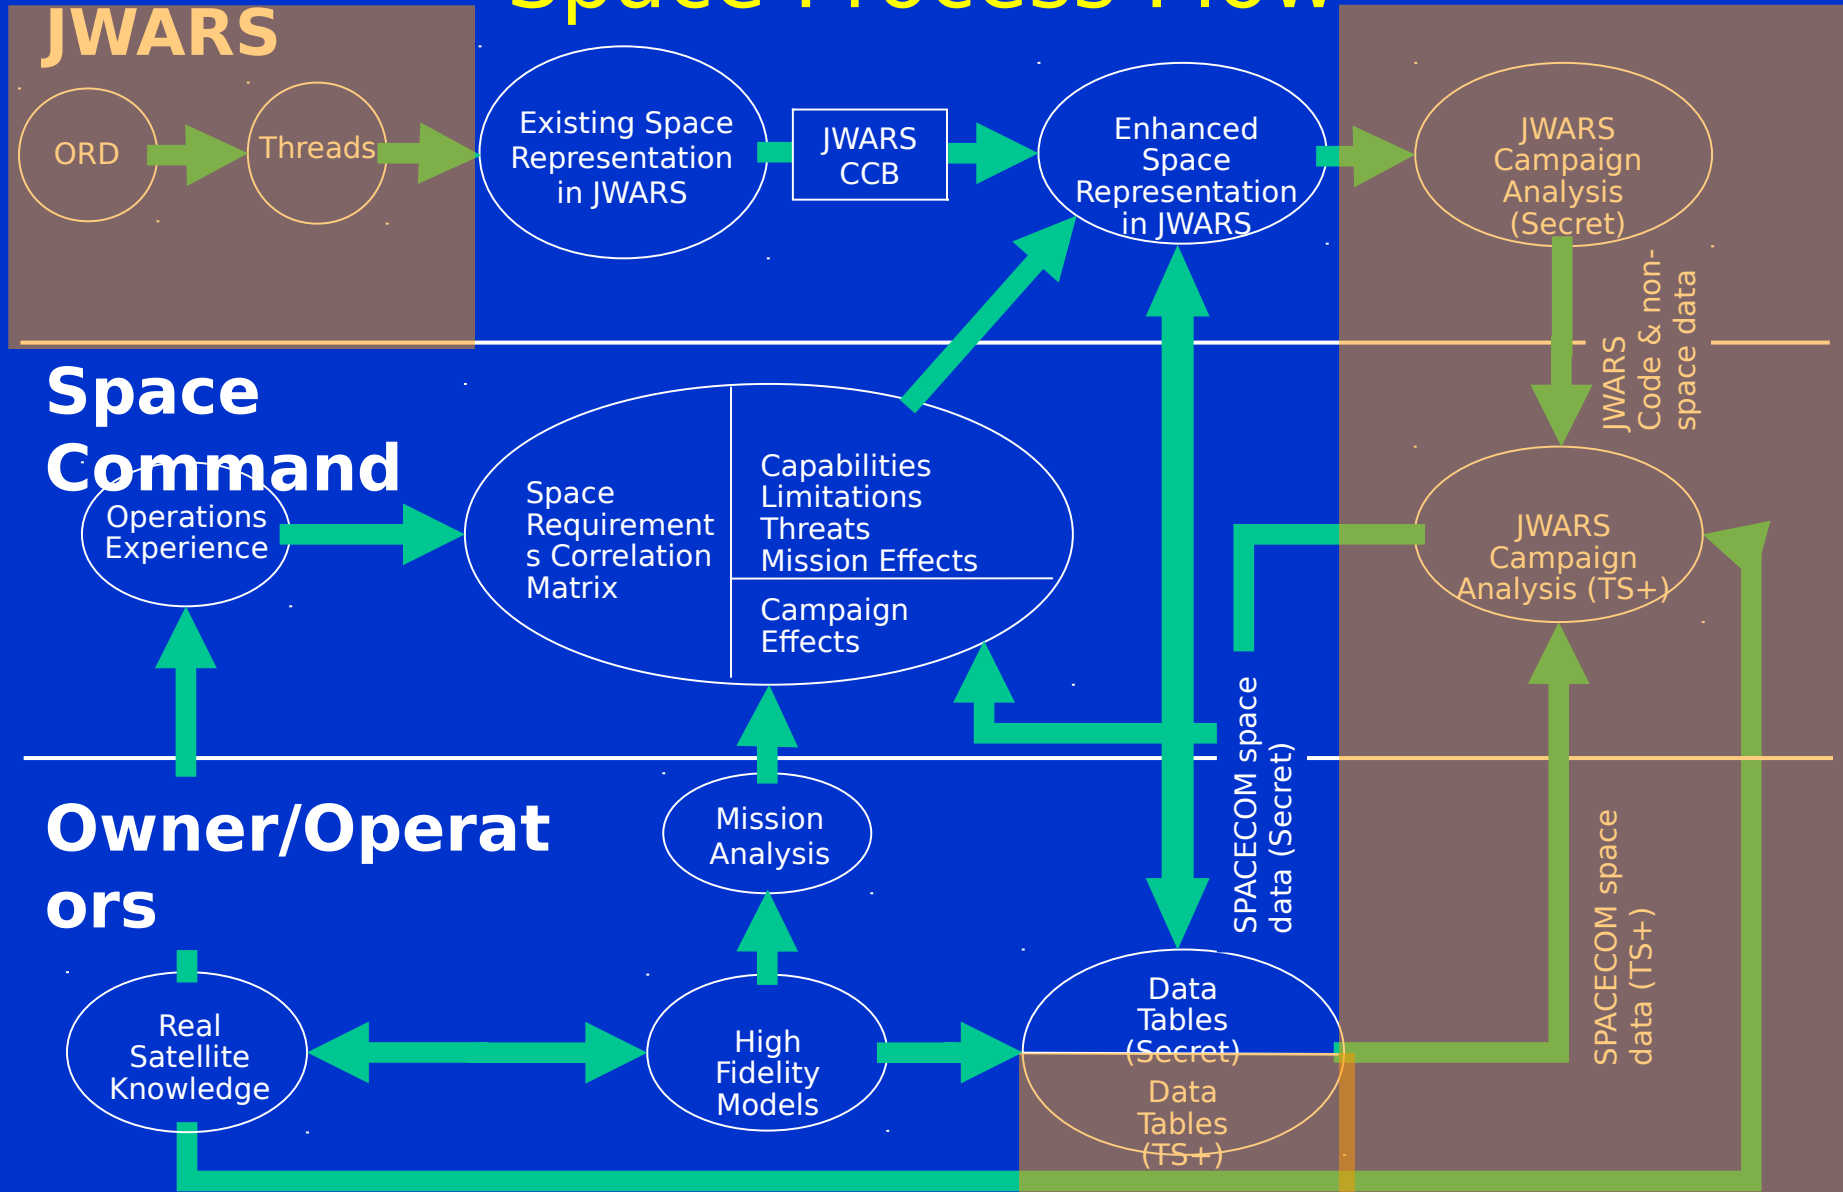 Space Process Flow
JWARS
ORD
Threads
Existing Space
Representation
in JWARS
JWARS
CCB
Enhanced
Space
Representation
in JWARS
JWARS
Campaign
Analysis
(Secret)
JWARS
Code & non-
space data
Space
Command
Operations
Experience
Space
Requirement
s Correlation
Matrix
Capabilities
Limitations
Threats
Mission Effects
Campaign
Effects
JWARS
Campaign
Analysis (TS+)
SPACECOM space
data (Secret)
SPACECOM space
data (TS+)
Owner/Operat
ors
Mission
Analysis
Real
Satellite
Knowledge
High
Fidelity
Models
Data
Tables
(Secret)
Data
Tables
(TS+)